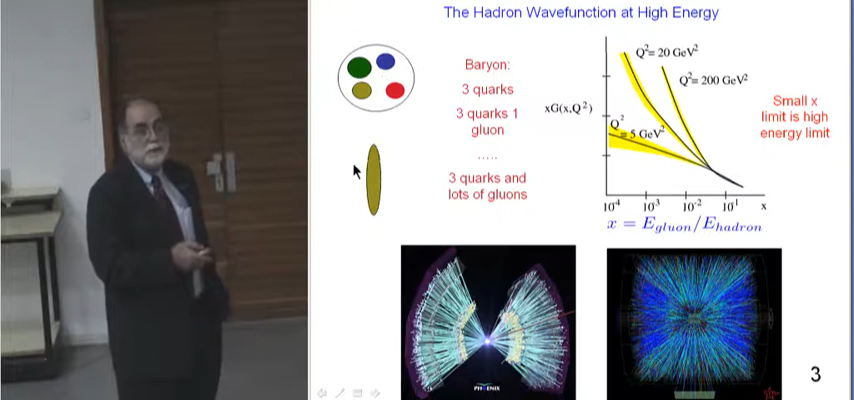 The Hadron Wavefunction at High Energy
Baryon:
3 quarks
3 quarks 1
gluon
.....
3 quarks and
lots of gluons
xG(x,Q²)
Q²= 20 GeV²
Q²= 200 GeV²
Q²
= 5 GeV²
10⁻⁴ 10⁻³ 10⁻² 10⁻¹ x
x = E_gluon/E_hadron
Small x
limit is high
energy limit
PHENIX
3